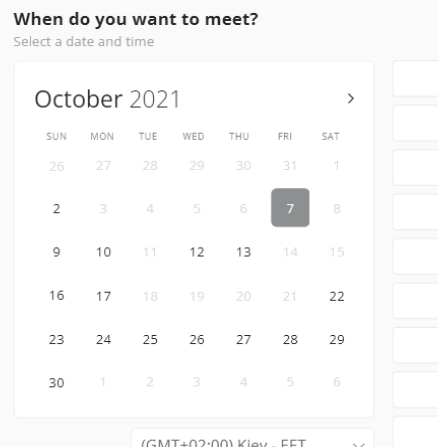 When do you want to meet?
Select a date and time
October 2021
SUN MON TUE WED THU FRI SAT
26 27 28 29 30 31 1
2 3 4 5 6 7 8
9 10 11 12 13 14 15
16 17 18 19 20 21 22
23 24 25 26 27 28 29
30 1 2 3 4 5 6
(GMT+02:00) Kiev - EET